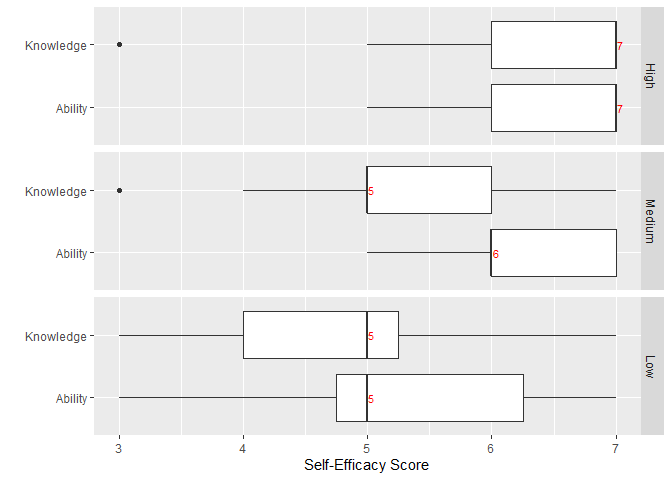 Knowledge
7
Ability
7
High
Knowledge
5
Ability
6
Medium
Knowledge
5
Ability
5
Low
3 4 5 6 7
Self-Efficacy Score